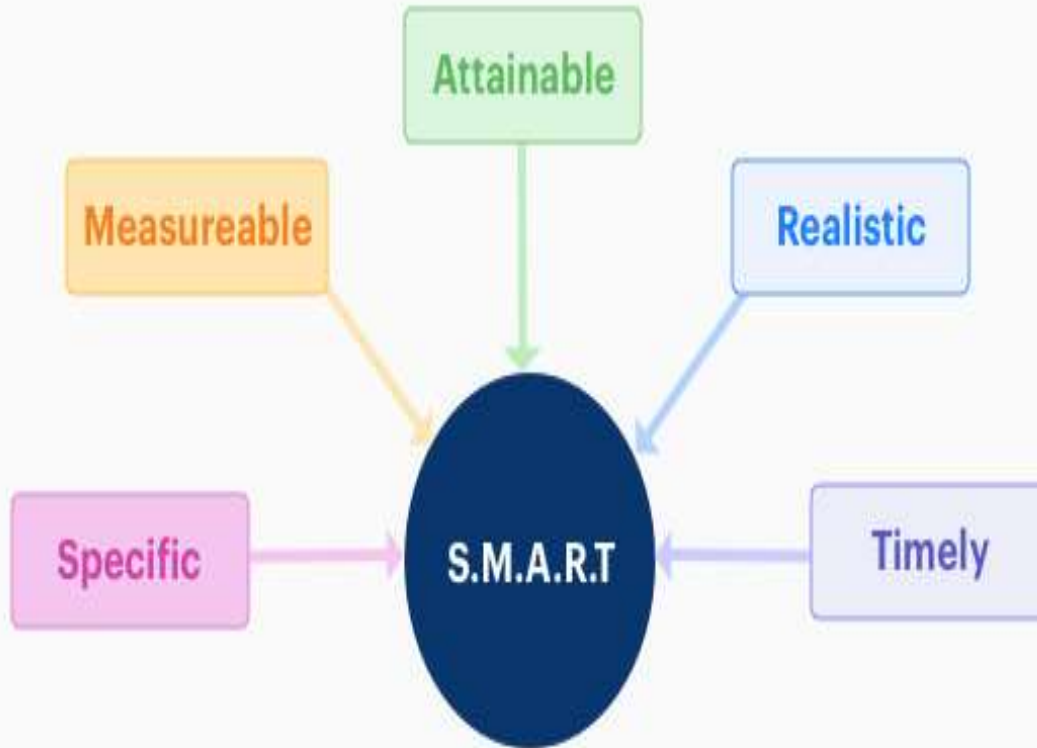 Attainable
Measureable
Realistic
Specific
S.M.A.R.T
Timely